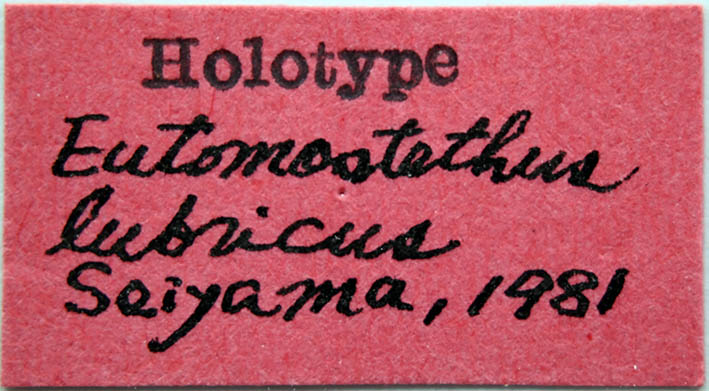 Holotype
Eutomostethus
lubricus
Seiyama, 1981